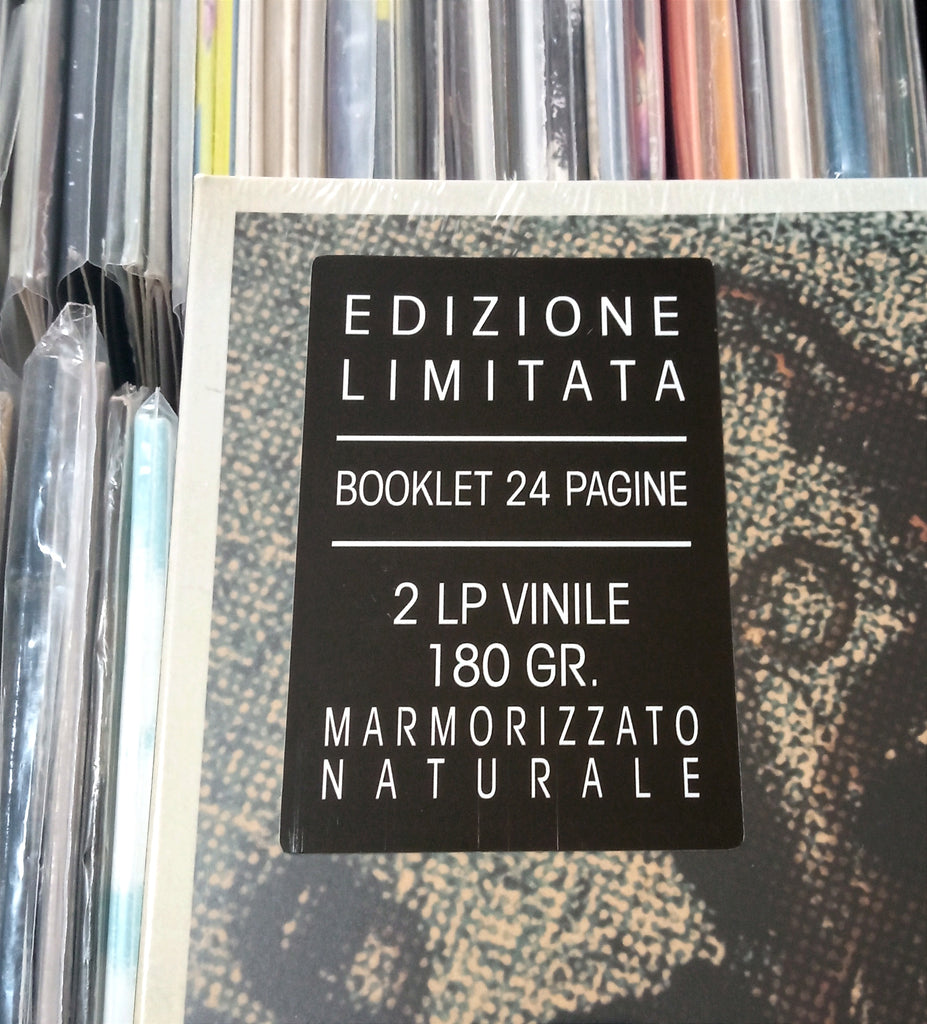 EDIZIONE
LIMITATA
BOOKLET 24 PAGINE
2 LP VINILE
180 GR.
MARMORIZZATO
NATURALE